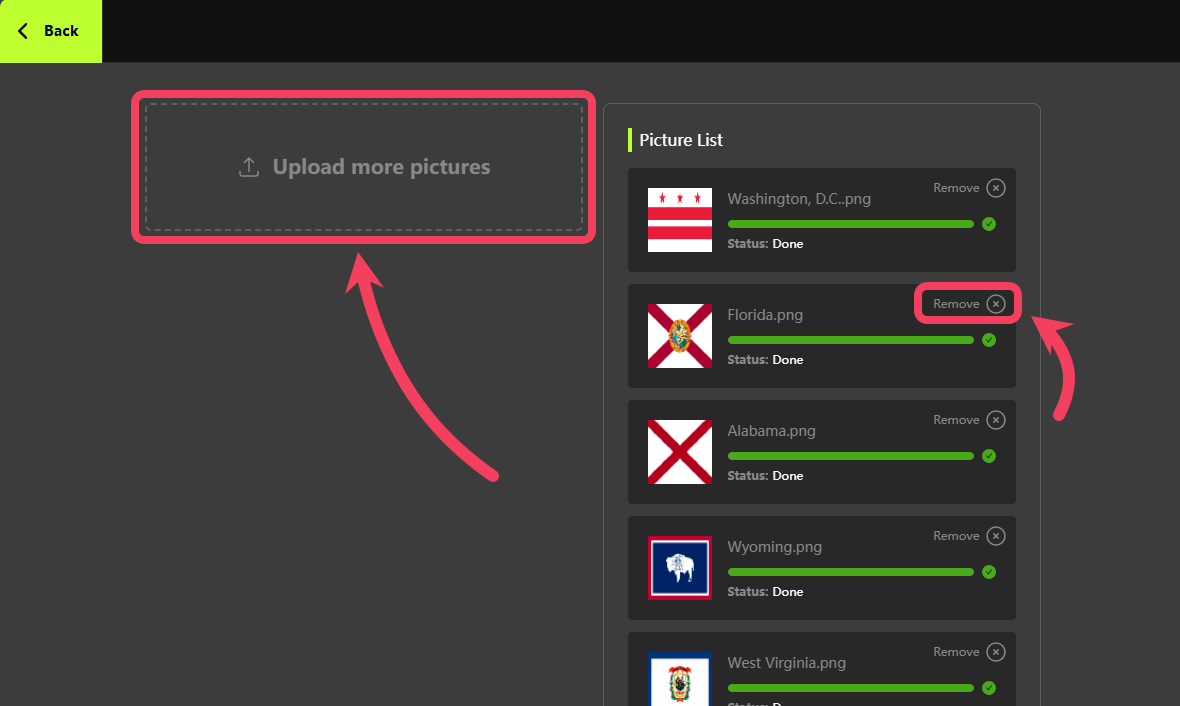 Back
Upload more pictures
Picture List
Remove
Washington, D.C..png
Status: Done
Remove
Florida.png
Status: Done
Remove
Alabama.png
Status: Done
Remove
Wyoming.png
Status: Done
Remove
West Virginia.png